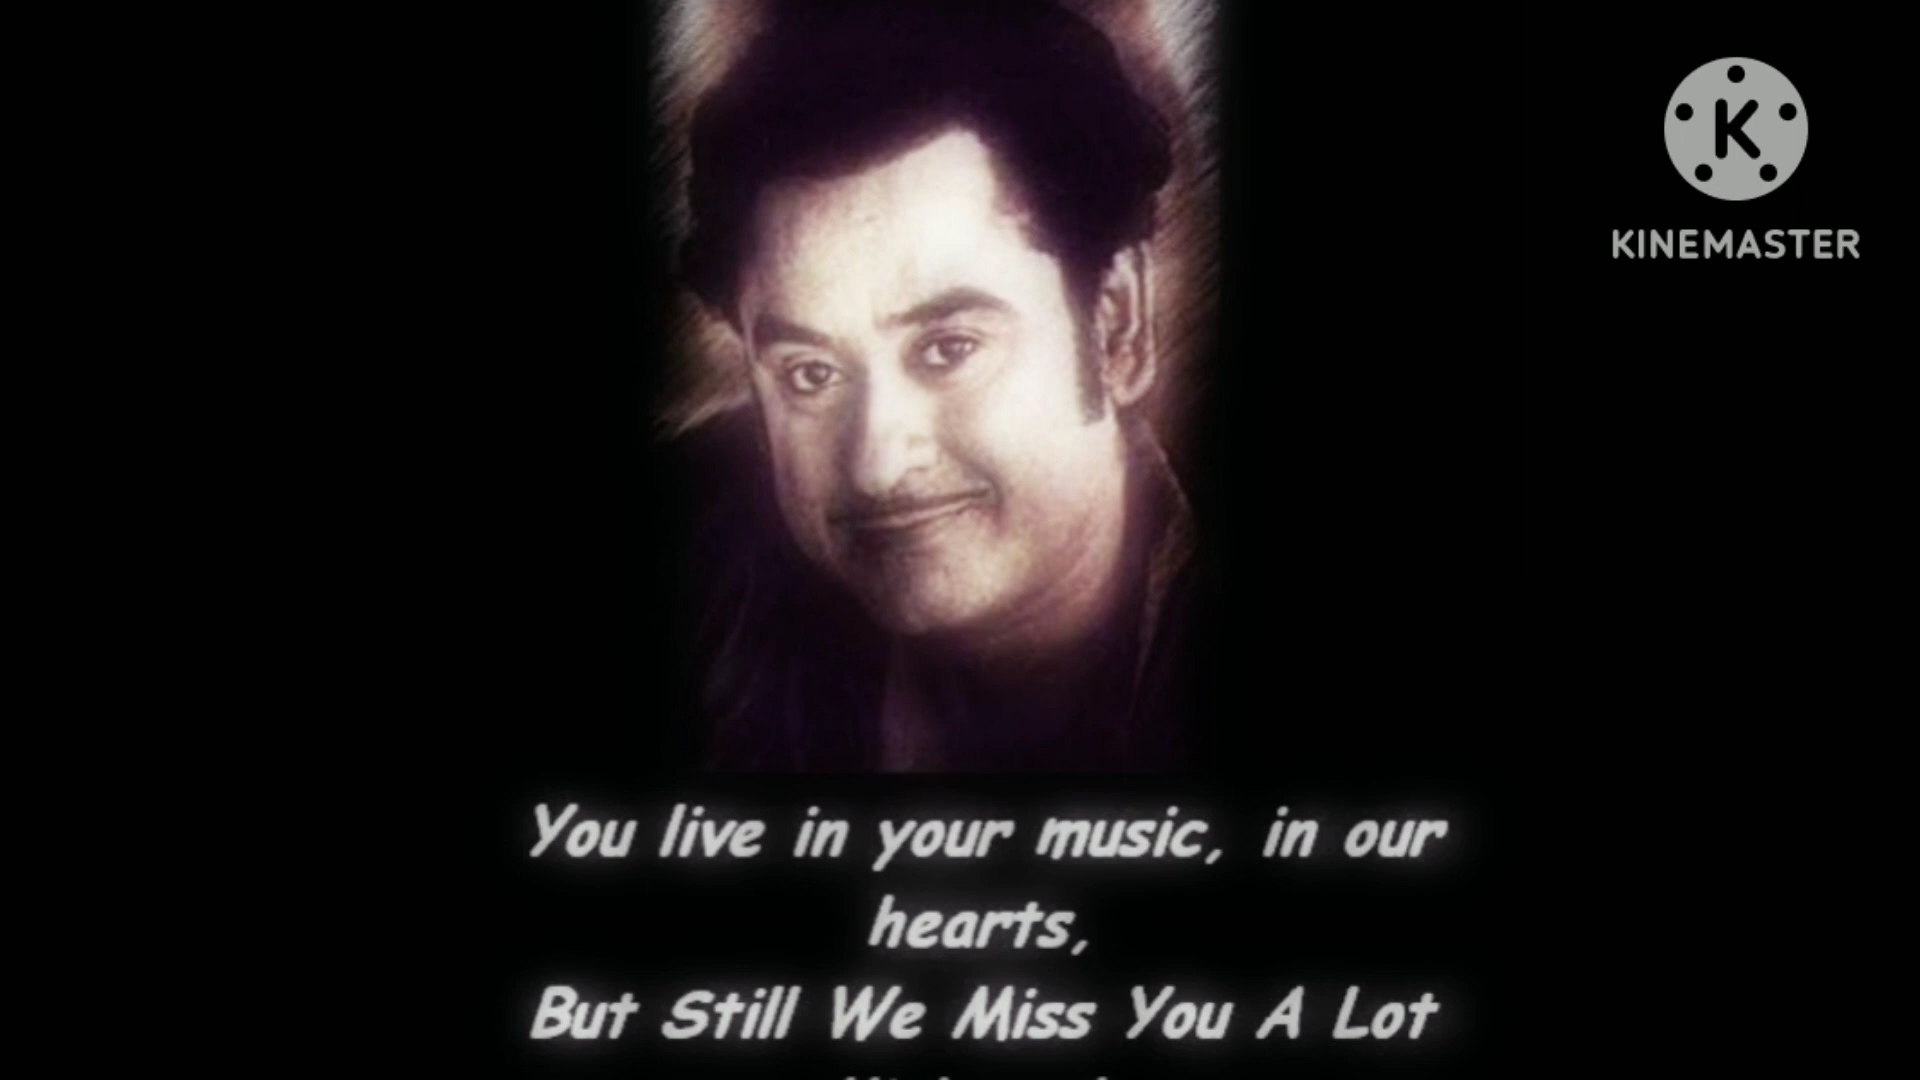 KINEMASTER
You live in your music, in our
hearts,
But Still We Miss You A Lot